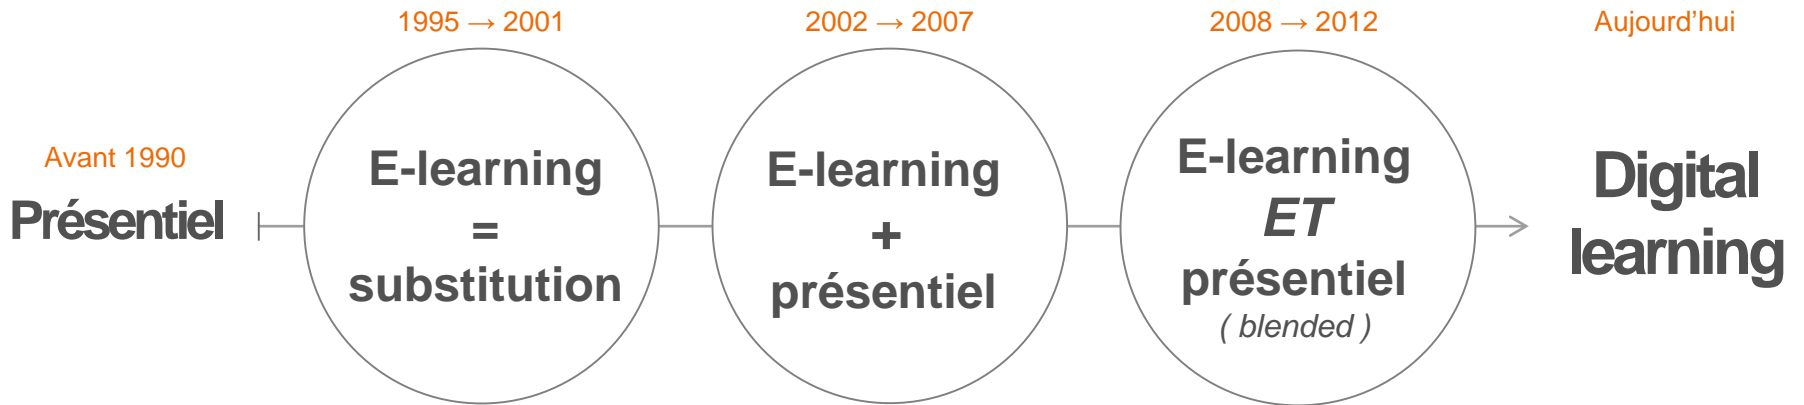 Avant 1990
Présentiel
1995 → 2001
E-learning
=
substitution
2002 → 2007
E-learning
+
présentiel
2008 → 2012
E-learning
ET
présentiel
( blended )
Aujourd’hui
Digital
learning